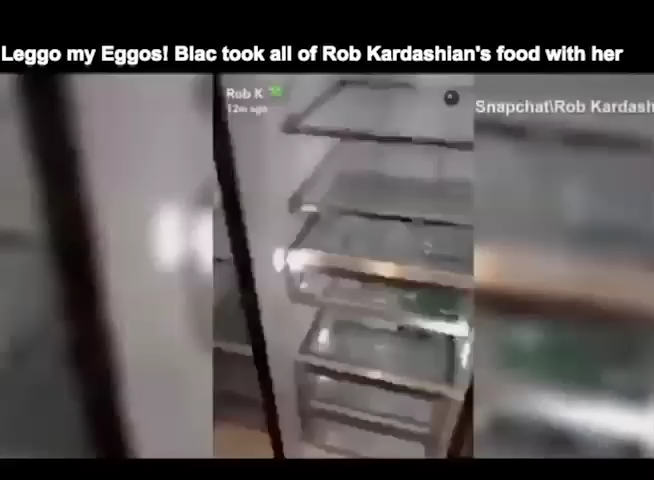 Leggo my Eggos! Blac took all of Rob Kardashian's food with her
Rob K
12m ago
Snapchat\Rob Kardash